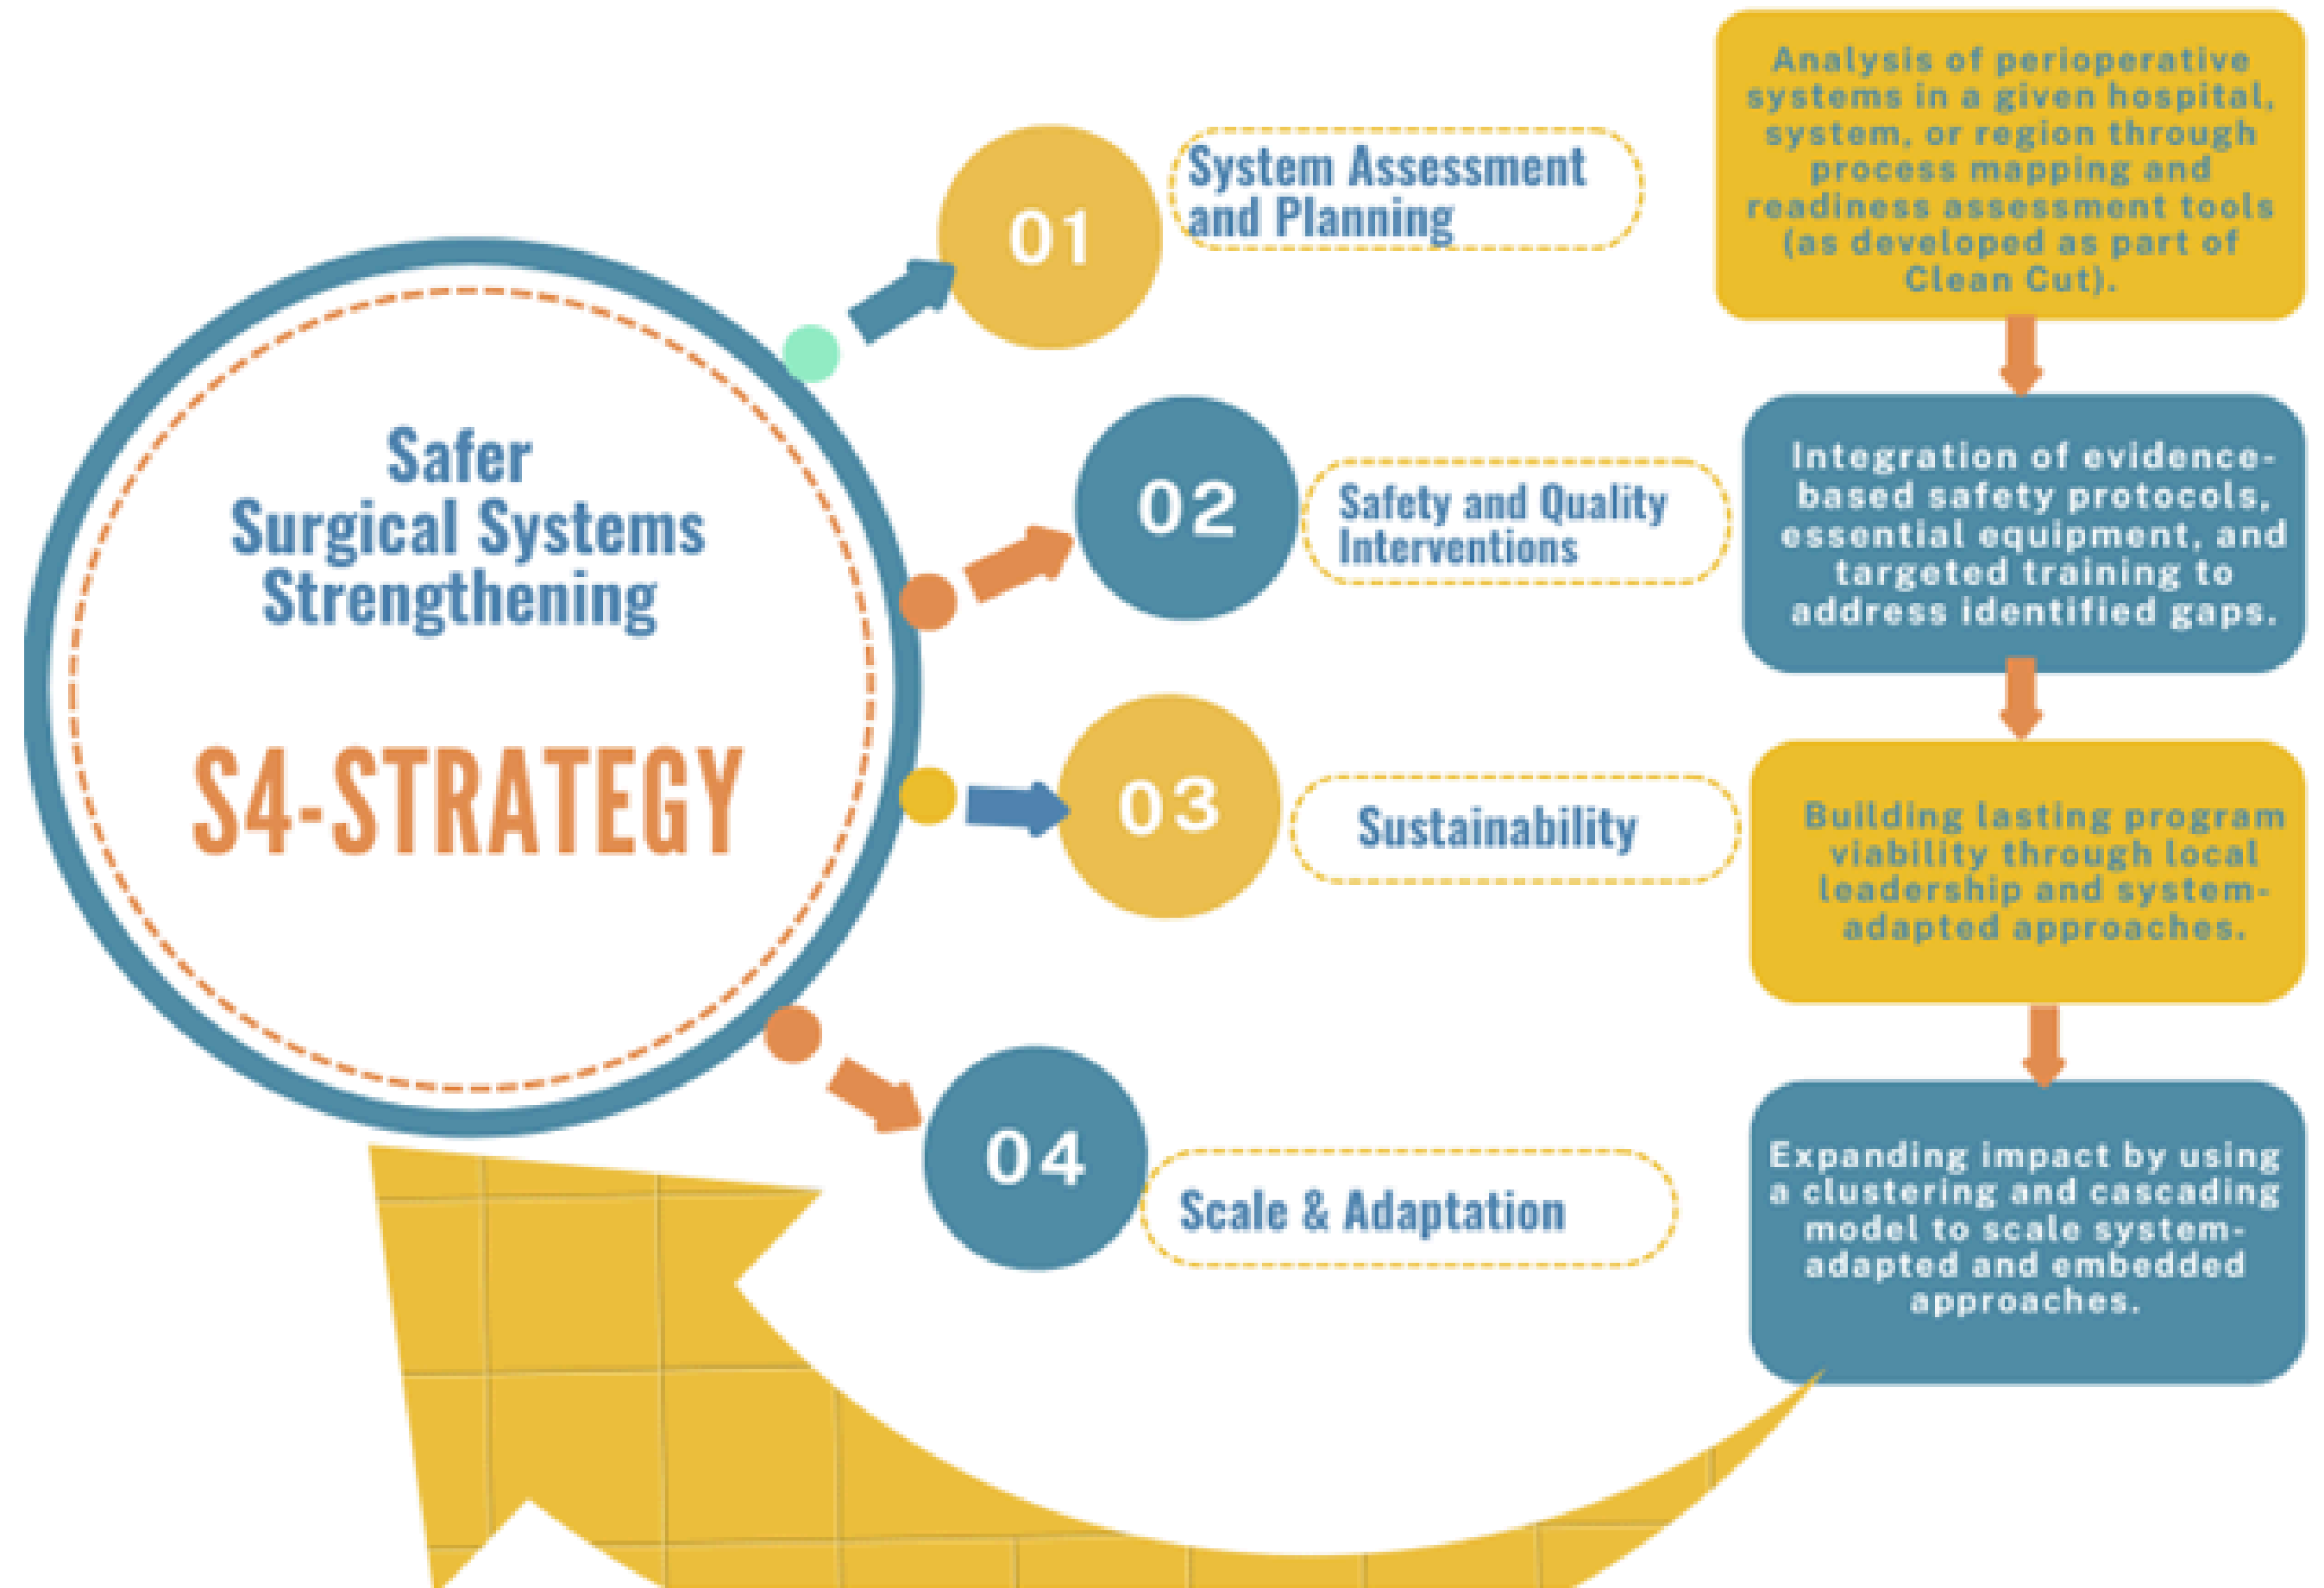 Safer
Surgical Systems
Strengthening
S4-STRATEGY
01
System Assessment
and Planning
02
Safety and Quality
Interventions
03
Sustainability
04
Scale & Adaptation
Analysis of perioperative
systems in a given hospital,
system, or region through
process mapping and
readiness assessment tools
(as developed as part of
Clean Cut).
Integration of evidence-
based safety protocols,
essential equipment, and
targeted training to
address identified gaps.
Building lasting program
viability through local
leadership and system-
adapted approaches.
Expanding impact by using
a clustering and cascading
model to scale system-
adapted and embedded
approaches.